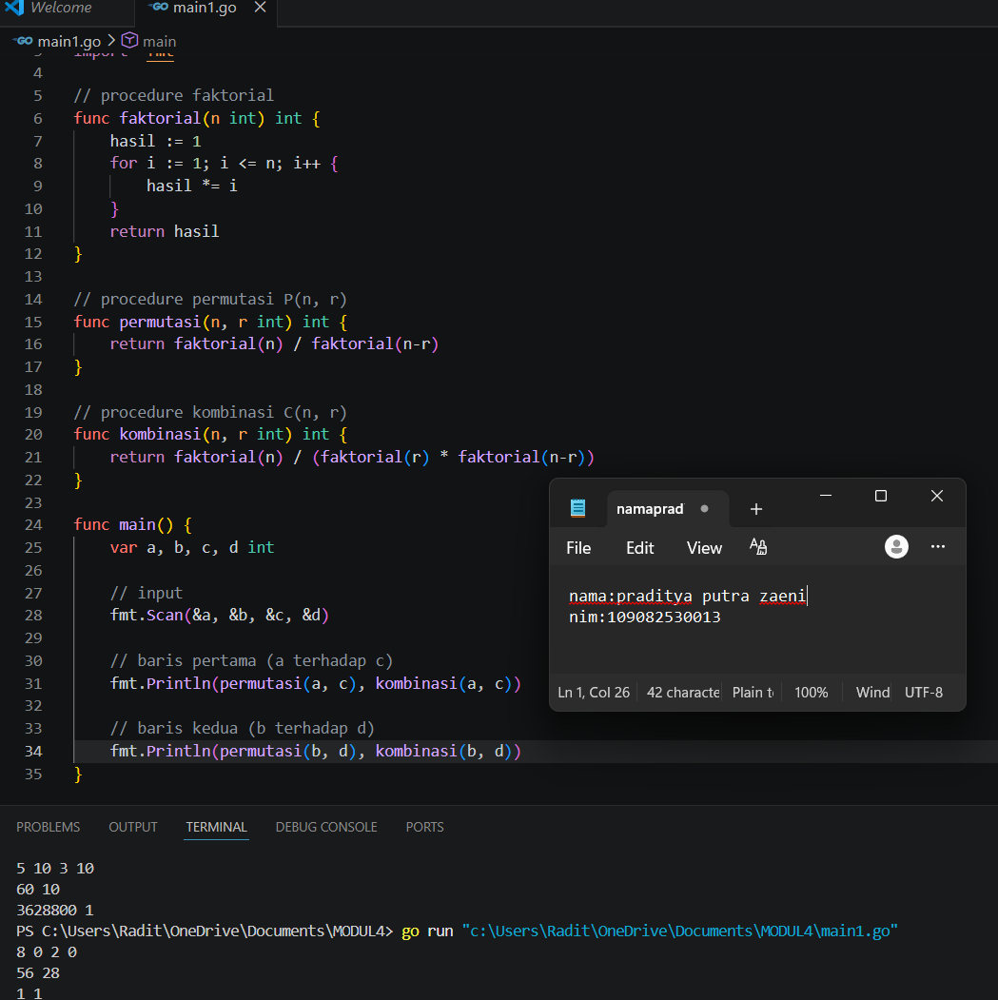 Welcome
GO main1.go
GO main1.go > main
3 import "fmt"
4
5 // procedure faktorial
6 func faktorial(n int) int {
7 hasil := 1
8 for i := 1; i <= n; i++ {
9 hasil *= i
10 }
11 return hasil
12 }
13
14 // procedure permutasi P(n, r)
15 func permutasi(n, r int) int {
16 return faktorial(n) / faktorial(n-r)
17 }
18
19 // procedure kombinasi C(n, r)
20 func kombinasi(n, r int) int {
21 return faktorial(n) / (faktorial(r) * faktorial(n-r))
22 }
23
24 func main() {
25 var a, b, c, d int
26
27 // input
28 fmt.Scan(&a, &b, &c, &d)
29
30 // baris pertama (a terhadap c)
31 fmt.Println(permutasi(a, c), kombinasi(a, c))
32
33 // baris kedua (b terhadap d)
34 fmt.Println(permutasi(b, d), kombinasi(b, d))
35 }
namaprad
File Edit View
nama:praditya putra zaeni
nim:109082530013
Ln 1, Col 26 42 characte Plain t 100% Wind UTF-8
PROBLEMS OUTPUT TERMINAL DEBUG CONSOLE PORTS
5 10 3 10
60 10
3628800 1
PS C:\Users\Radit\OneDrive\Documents\MODUL4> go run "c:\Users\Radit\OneDrive\Documents\MODUL4\main1.go"
8 0 2 0
56 28
1 1